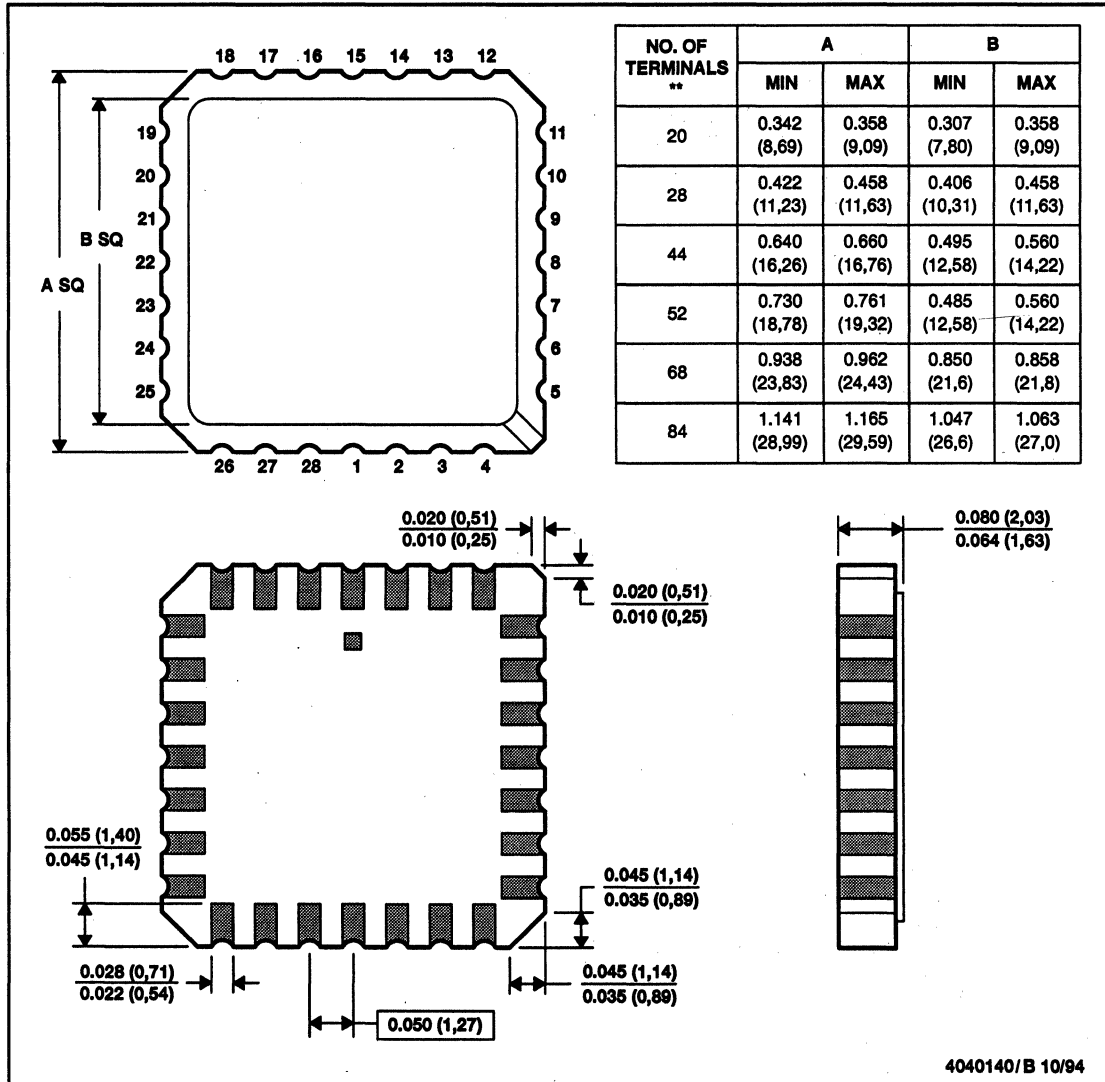 18 17 16 15 14 13 12
19
20
21
22
23
24
25
11
10
9
8
7
6
5
26 27 28 1 2 3 4
A SQ
B SQ
NO. OF TERMINALS ** A B
MIN MAX MIN MAX
20 0.342 (8,69) 0.358 (9,09) 0.307 (7,80) 0.358 (9,09)
28 0.422 (11,23) 0.458 (11,63) 0.406 (10,31) 0.458 (11,63)
44 0.640 (16,26) 0.660 (16,76) 0.495 (12,58) 0.560 (14,22)
52 0.730 (18,78) 0.761 (19,32) 0.485 (12,58) 0.560 (14,22)
68 0.938 (23,83) 0.962 (24,43) 0.850 (21,6) 0.858 (21,8)
84 1.141 (28,99) 1.165 (29,59) 1.047 (26,6) 1.063 (27,0)
0.020 (0,51)
0.010 (0,25)
0.020 (0,51)
0.010 (0,25)
0.080 (2,03)
0.064 (1,63)
0.055 (1,40)
0.045 (1,14)
0.045 (1,14)
0.035 (0,89)
0.028 (0,71)
0.022 (0,54)
0.045 (1,14)
0.035 (0,89)
0.050 (1,27)
4040140/B 10/94